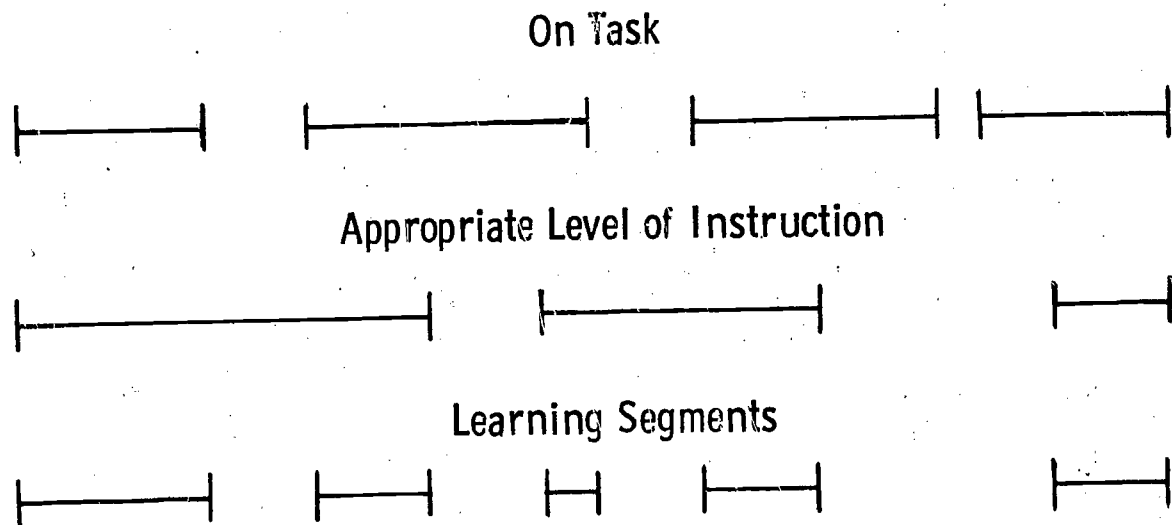 On Task
Appropriate Level of Instruction
Learning Segments